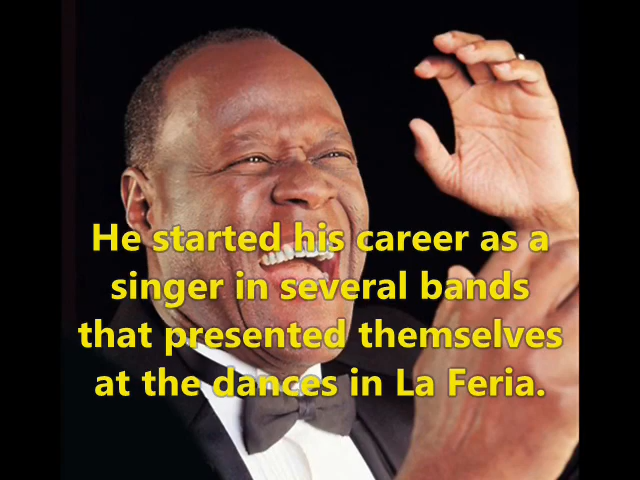 He started his career as a
singer in several bands
that presented themselves
at the dances in La Feria.